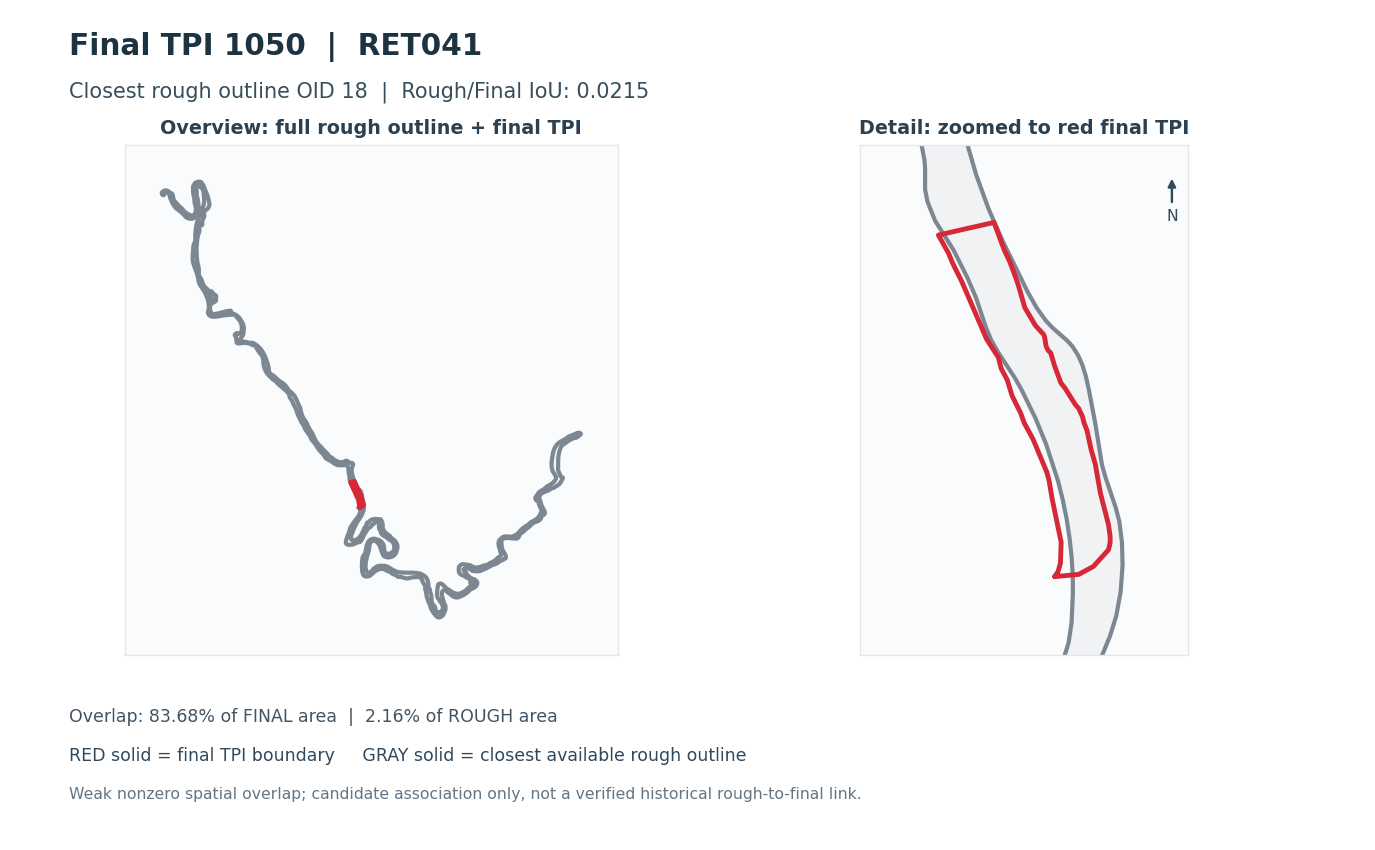 Final TPI 1050  |  RET041
Closest rough outline OID 18  |  Rough/Final IoU: 0.0215
Overview: full rough outline + final TPI
Detail: zoomed to red final TPI
N
Overlap: 83.68% of FINAL area  |  2.16% of ROUGH area
RED solid = final TPI boundary     GRAY solid = closest available rough outline
Weak nonzero spatial overlap; candidate association only, not a verified historical rough-to-final link.